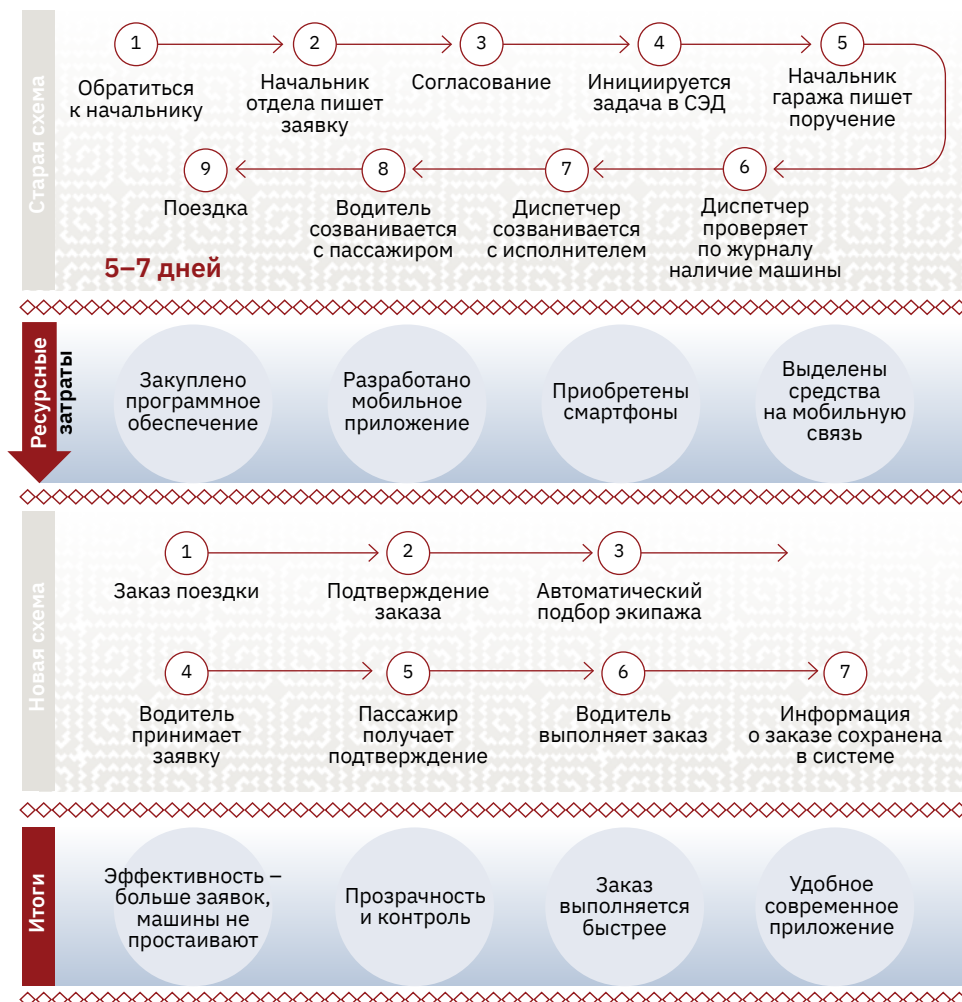 Старая схема
1
Обратиться
к начальнику
2
Начальник
отдела пишет
заявку
3
Согласование
4
Инициируется
задача в СЭД
5
Начальник
гаража пишет
поручение
6
Диспетчер
проверяет
по журналу
наличие машины
7
Диспетчер
созванивается
с исполнителем
8
Водитель
созванивается
с пассажиром
9
Поездка
5–7 дней
Ресурсные
затраты
Закуплено
программное
обеспечение
Разработано
мобильное
приложение
Приобретены
смартфоны
Выделены
средства
на мобильную
связь
Новая схема
1
Заказ поездки
2
Подтверждение
заказа
3
Автоматический
подбор экипажа
4
Водитель
принимает
заявку
5
Пассажир
получает
подтверждение
6
Водитель
выполняет заказ
7
Информация
о заказе сохранена
в системе
Итоги
Эффективность –
больше заявок,
машины не
простаивают
Прозрачность
и контроль
Заказ
выполняется
быстрее
Удобное
современное
приложение